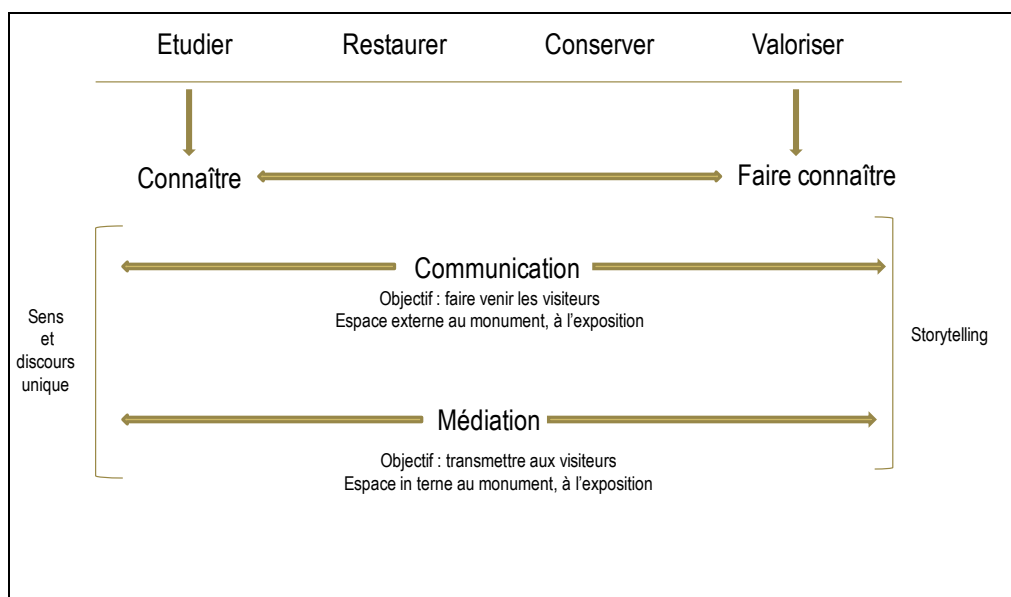 Etudier Restaurer Conserver Valoriser
Connaître Faire connaître
Communication
Objectif : faire venir les visiteurs
Espace externe au monument, à l'exposition
Sens
et
discours
unique
Storytelling
Médiation
Objectif : transmettre aux visiteurs
Espace in terne au monument, à l'exposition